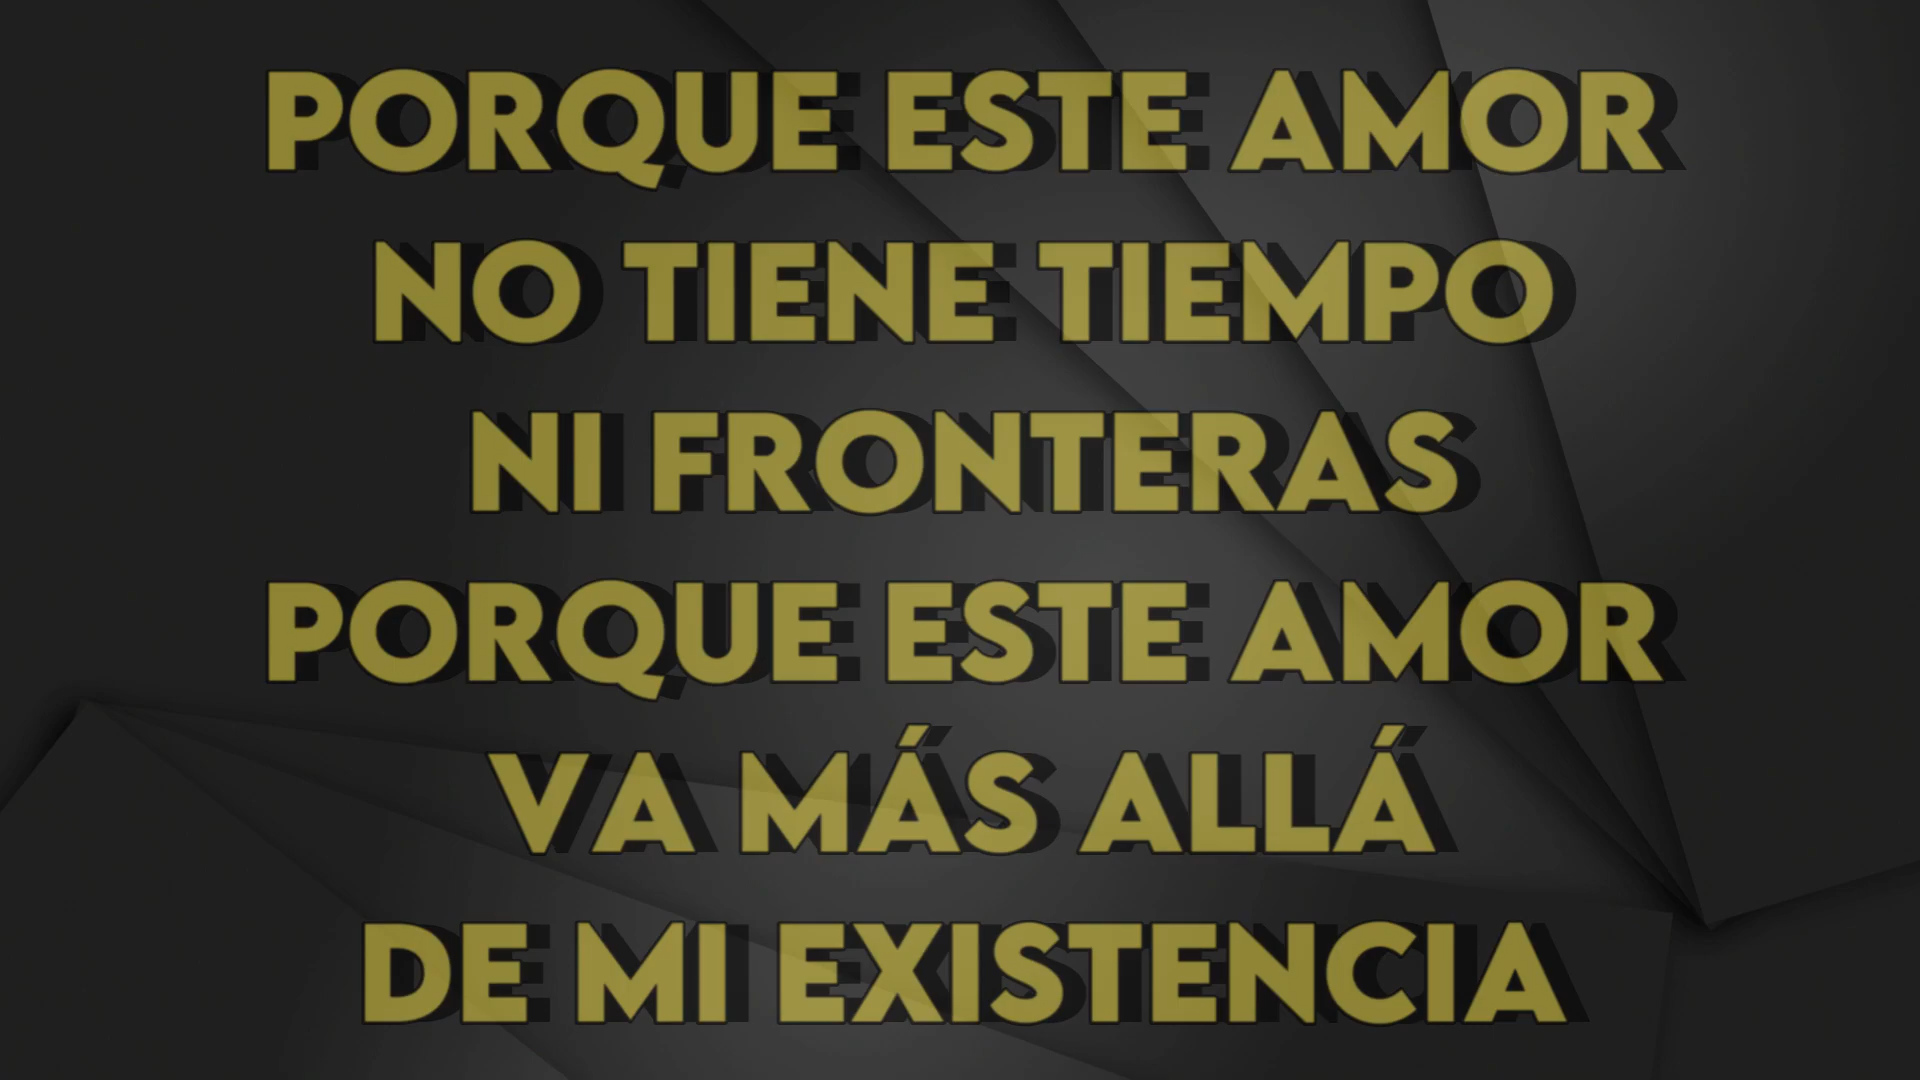 PORQUE ESTE AMOR
NO TIENE TIEMPO
NI FRONTERAS
PORQUE ESTE AMOR
VA MÁS ALLÁ
DE MI EXISTENCIA